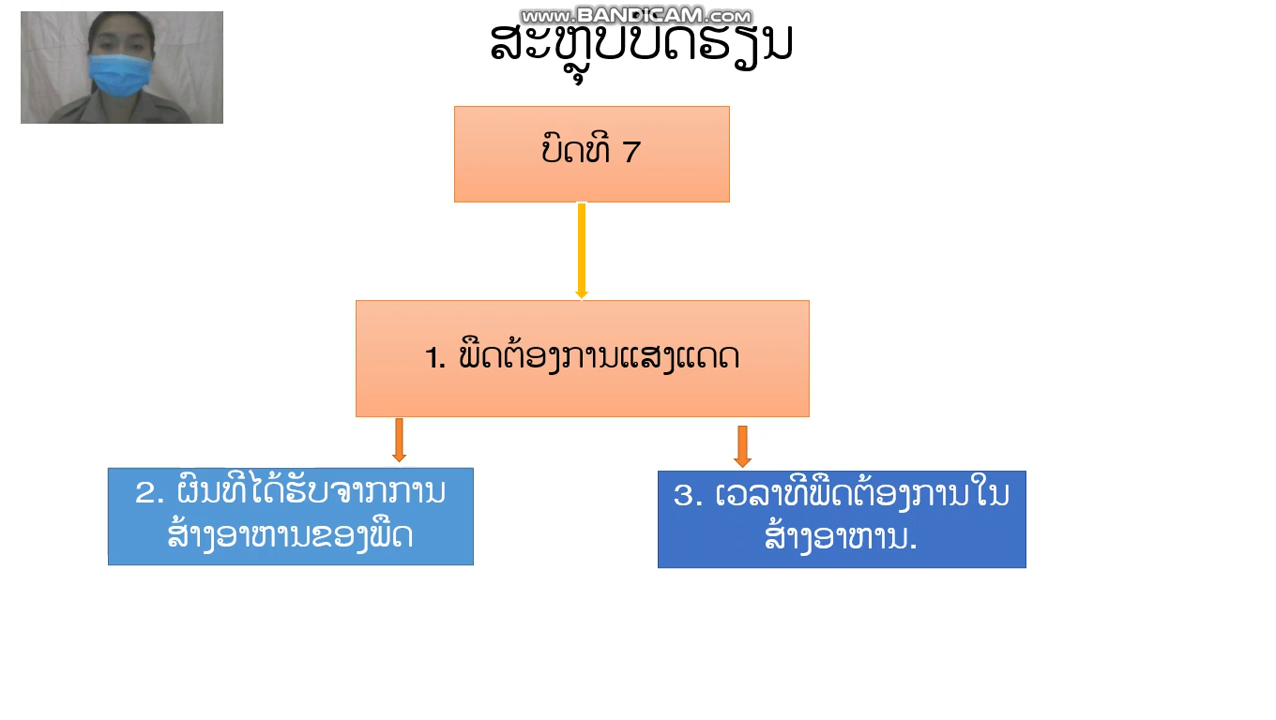 www.BANDICAM.com
ສະຫຼຸບບົດຮຽນ
ບົດທີ 7
1. ພືດຕ້ອງການແສງແດດ
2. ຜົນທີ່ໄດ້ຮັບຈາກການ
ສ້າງອາຫານຂອງພືດ
3. ເວລາທີ່ພືດຕ້ອງການໃນ
ສ້າງອາຫານ.